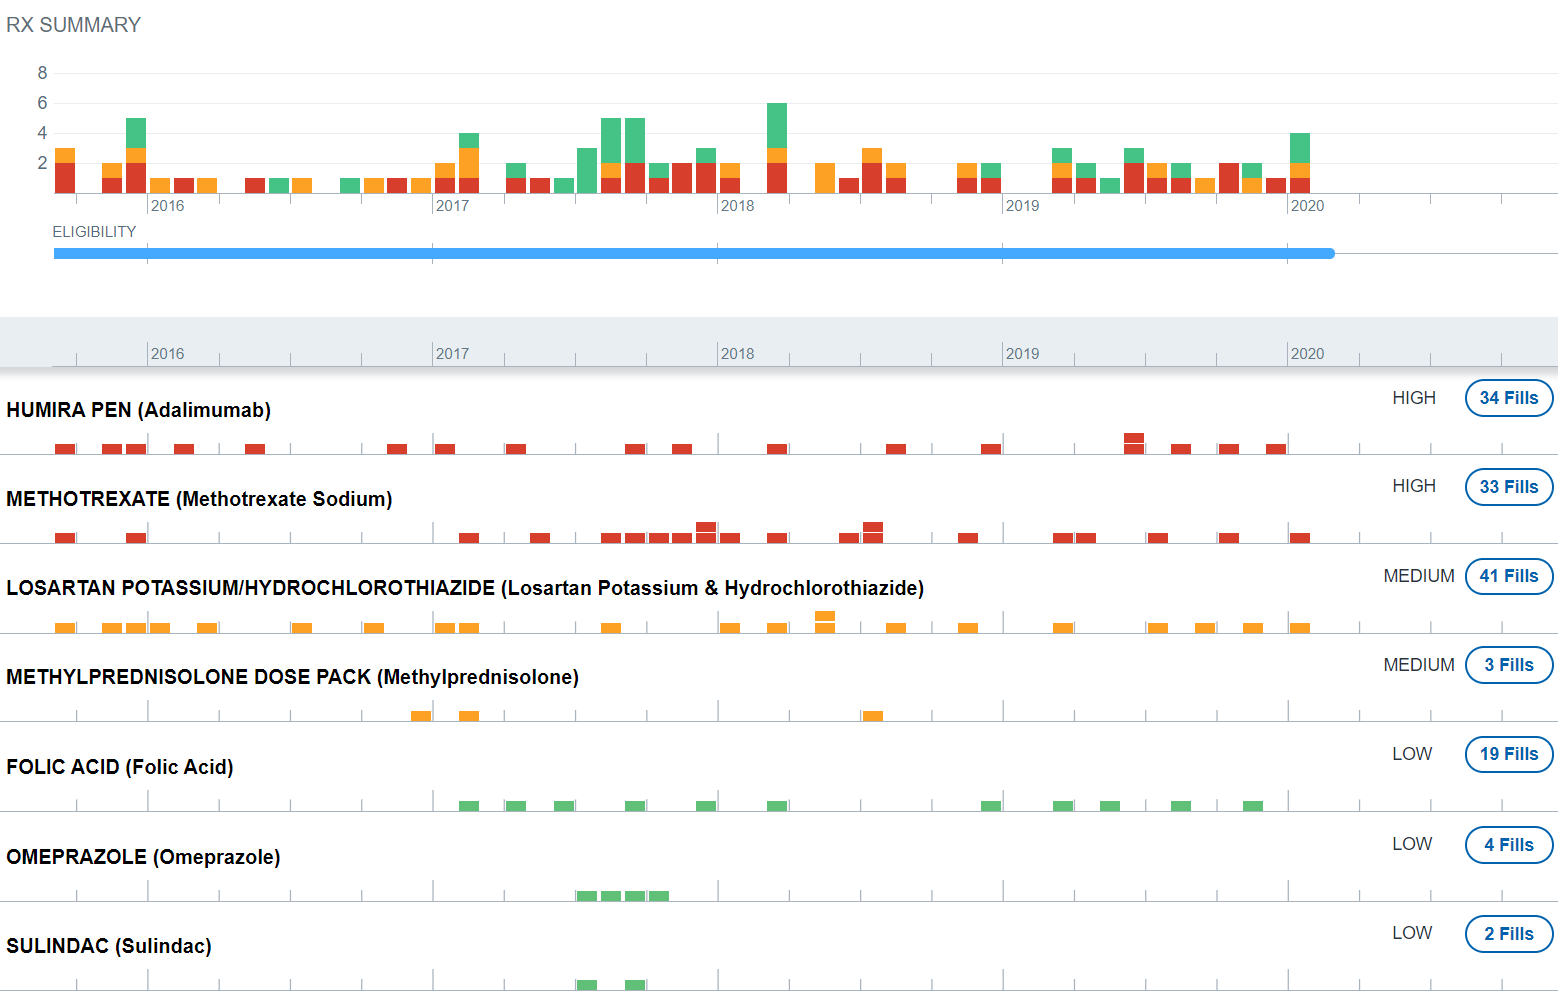 RX SUMMARY
8
6
4
2
2016 2017 2018 2019 2020
ELIGIBILITY
2016 2017 2018 2019 2020
HUMIRA PEN (Adalimumab) HIGH 34 Fills
METHOTREXATE (Methotrexate Sodium) HIGH 33 Fills
LOSARTAN POTASSIUM/HYDROCHLOROTHIAZIDE (Losartan Potassium & Hydrochlorothiazide) MEDIUM 41 Fills
METHYLPREDNISOLONE DOSE PACK (Methylprednisolone) MEDIUM 3 Fills
FOLIC ACID (Folic Acid) LOW 19 Fills
OMEPRAZOLE (Omeprazole) LOW 4 Fills
SULINDAC (Sulindac) LOW 2 Fills